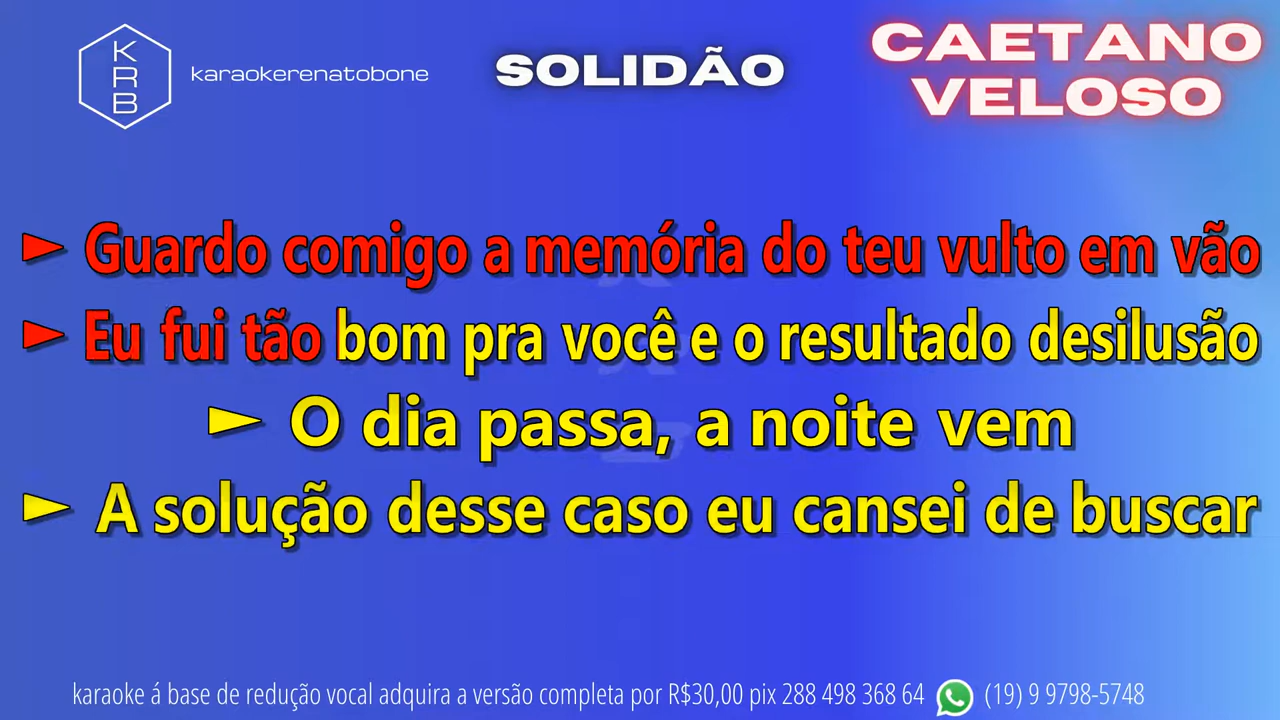 KRB
karaokerenatobone
SOLIDÃO
CAETANO
VELOSO
► Guardo comigo a memória do teu vulto em vão
► Eu fui tão bom pra você e o resultado desilusão
► O dia passa, a noite vem
► A solução desse caso eu cansei de buscar
karaoke á base de redução vocal adquira a versão completa por R$30,00 pix 288 498 368 64 (19) 9 9798-5748